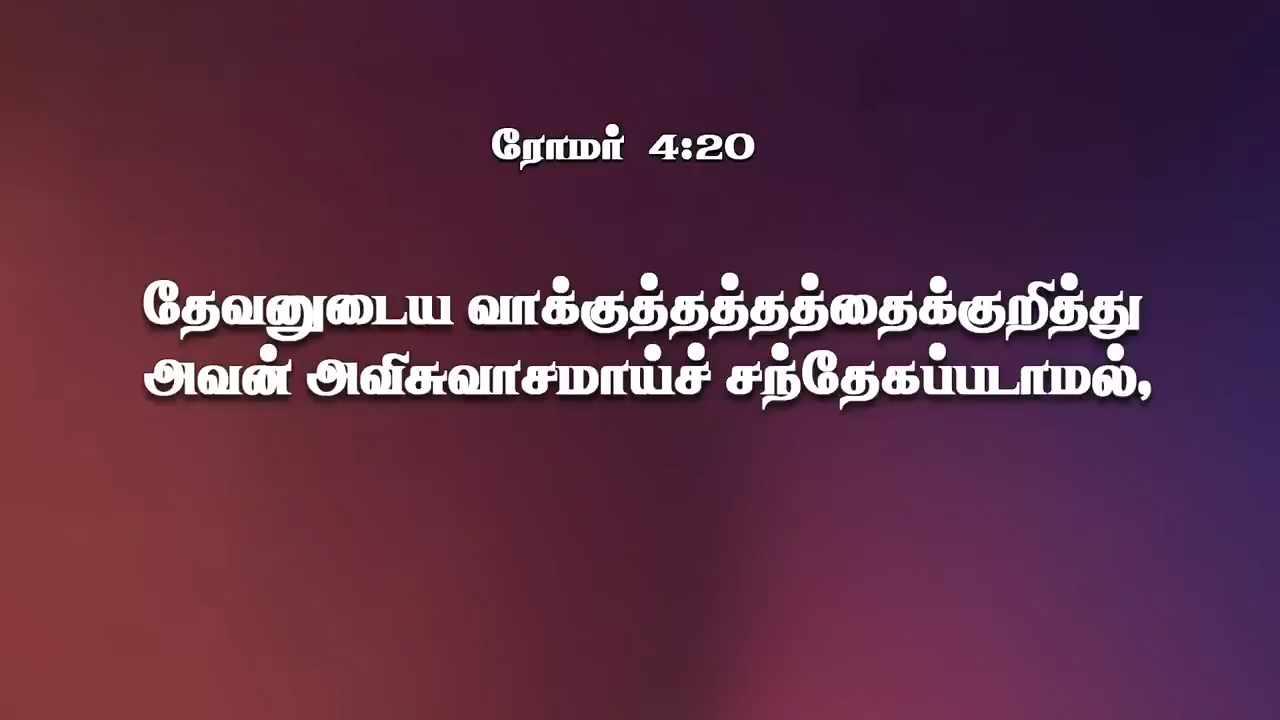 ரோமர் 4:20
தேவனுடைய வாக்குத்தத்தத்தைக்குறித்து
அவன் அவிசுவாசமாய்ச் சந்தேகப்படாமல்,